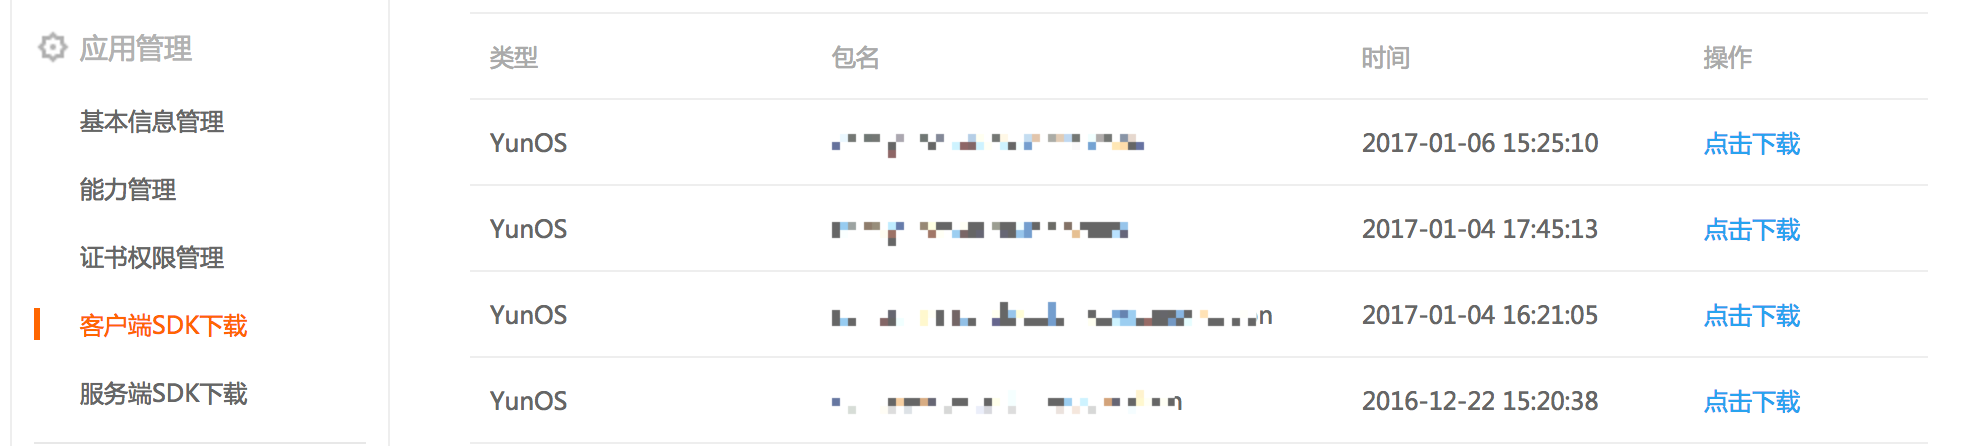 应用管理
基本信息管理
能力管理
证书权限管理
客户端SDK下载
服务端SDK下载
类型 包名 时间 操作
YunOS 2017-01-06 15:25:10 点击下载
YunOS 2017-01-04 17:45:13 点击下载
YunOS 2017-01-04 16:21:05 点击下载
YunOS 2016-12-22 15:20:38 点击下载